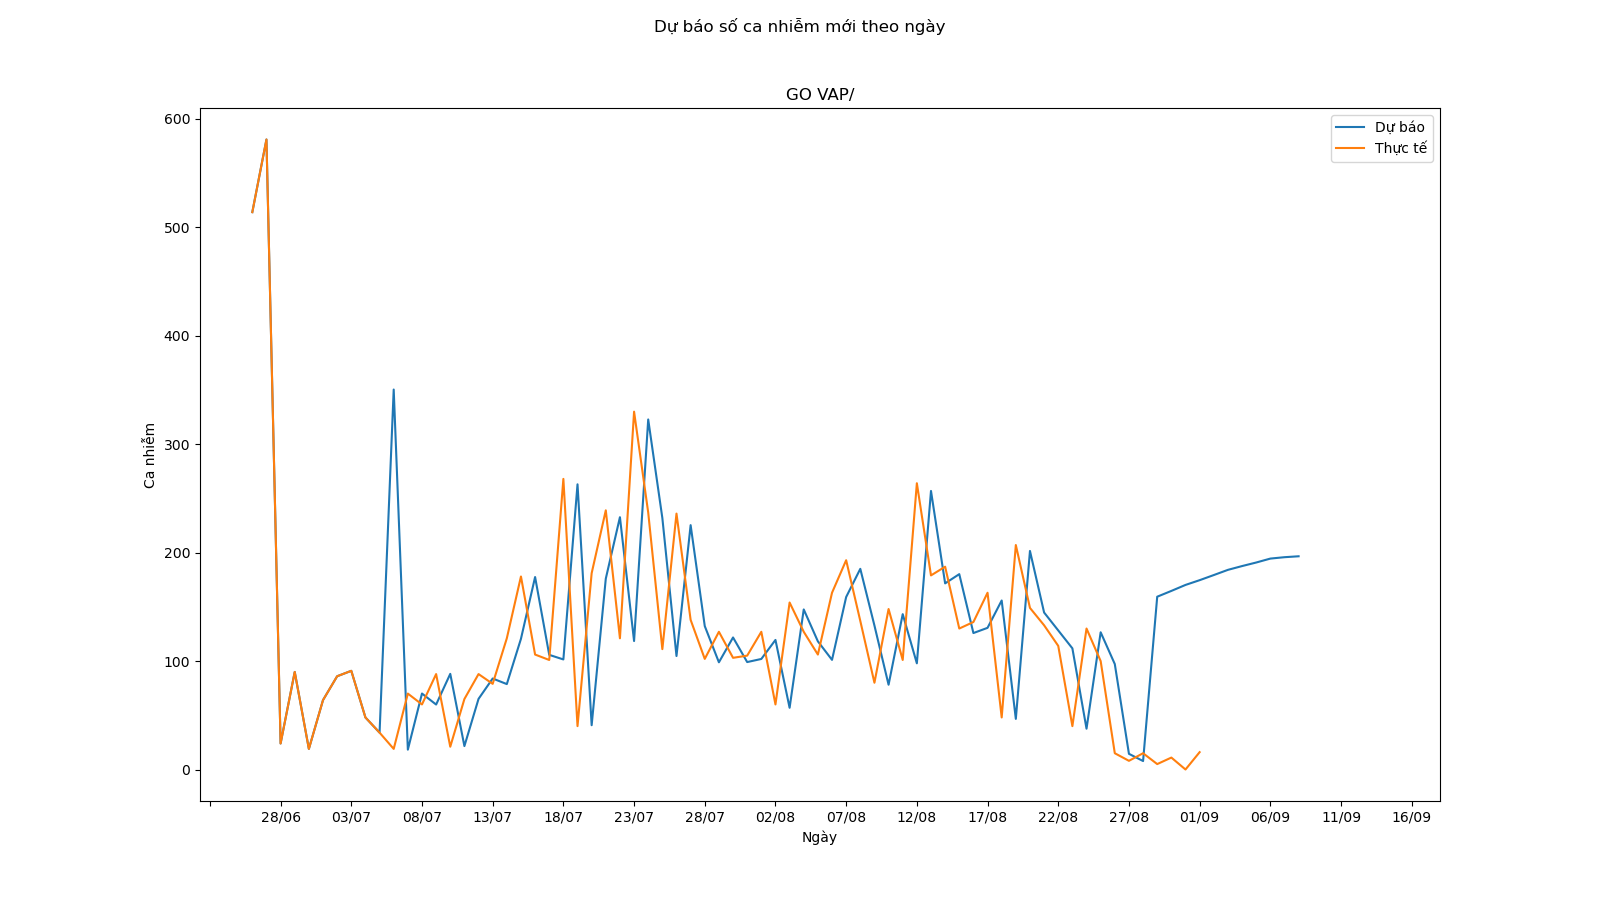 Dự báo số ca nhiễm mới theo ngày
GO VAP/
Dự báo
Thực tế
600
500
400
300
200
100
0
Ca nhiễm
28/06 03/07 08/07 13/07 18/07 23/07 28/07 02/08 07/08 12/08 17/08 22/08 27/08 01/09 06/09 11/09 16/09
Ngày